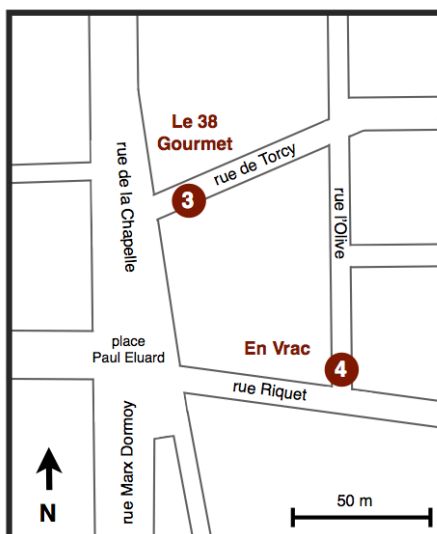 Le 38
Gourmet
rue de Torcy
3
rue de la Chapelle
rue l'Olive
place
Paul Eluard
En Vrac
4
rue Riquet
rue Marx Dormoy
N
50 m